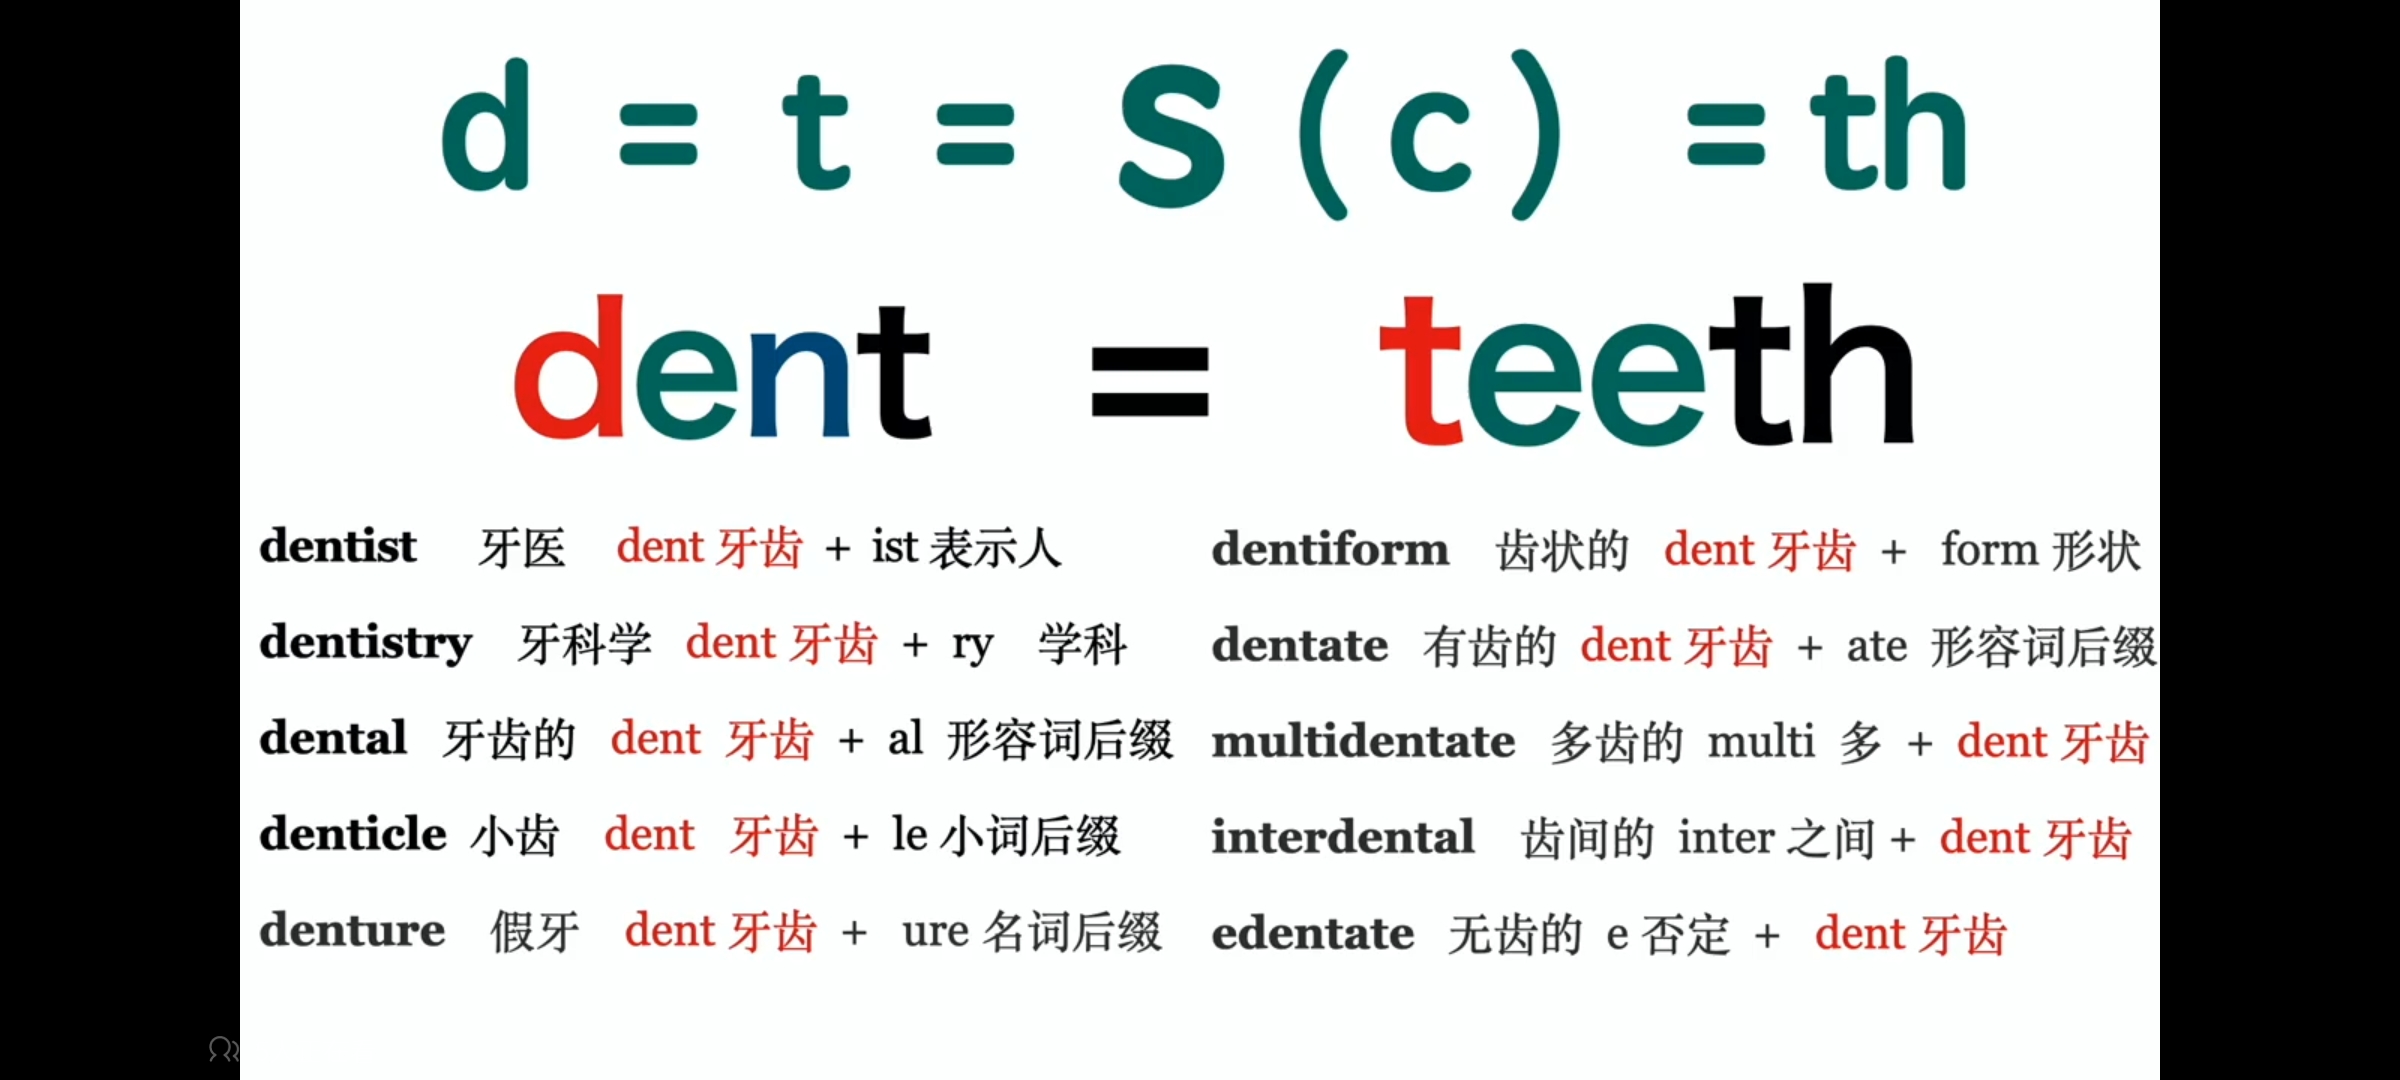 d = t = S (c) = th
dent = teeth
dentist 牙医 dent 牙齿 + ist 表示人
dentistry 牙科学 dent 牙齿 + ry 学科
dental 牙齿的 dent 牙齿 + al 形容词后缀
denticle 小齿 dent 牙齿 + le 小词后缀
denture 假牙 dent 牙齿 + ure 名词后缀
dentiform 齿状的 dent 牙齿 + form 形状
dentate 有齿的 dent 牙齿 + ate 形容词后缀
multidentate 多齿的 multi 多 + dent 牙齿
interdental 齿间的 inter 之间 + dent 牙齿
edentate 无齿的 e 否定 + dent 牙齿